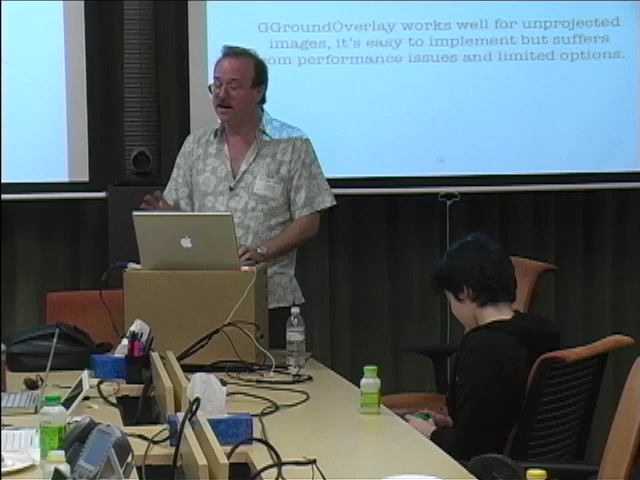 GGroundOverlay works well for unprojected
images, it's easy to implement but suffers
om performance issues and limited options.